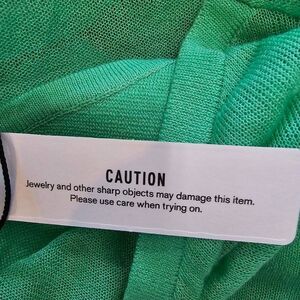 CAUTION
Jewelry and other sharp objects may damage this item.
Please use care when trying on.